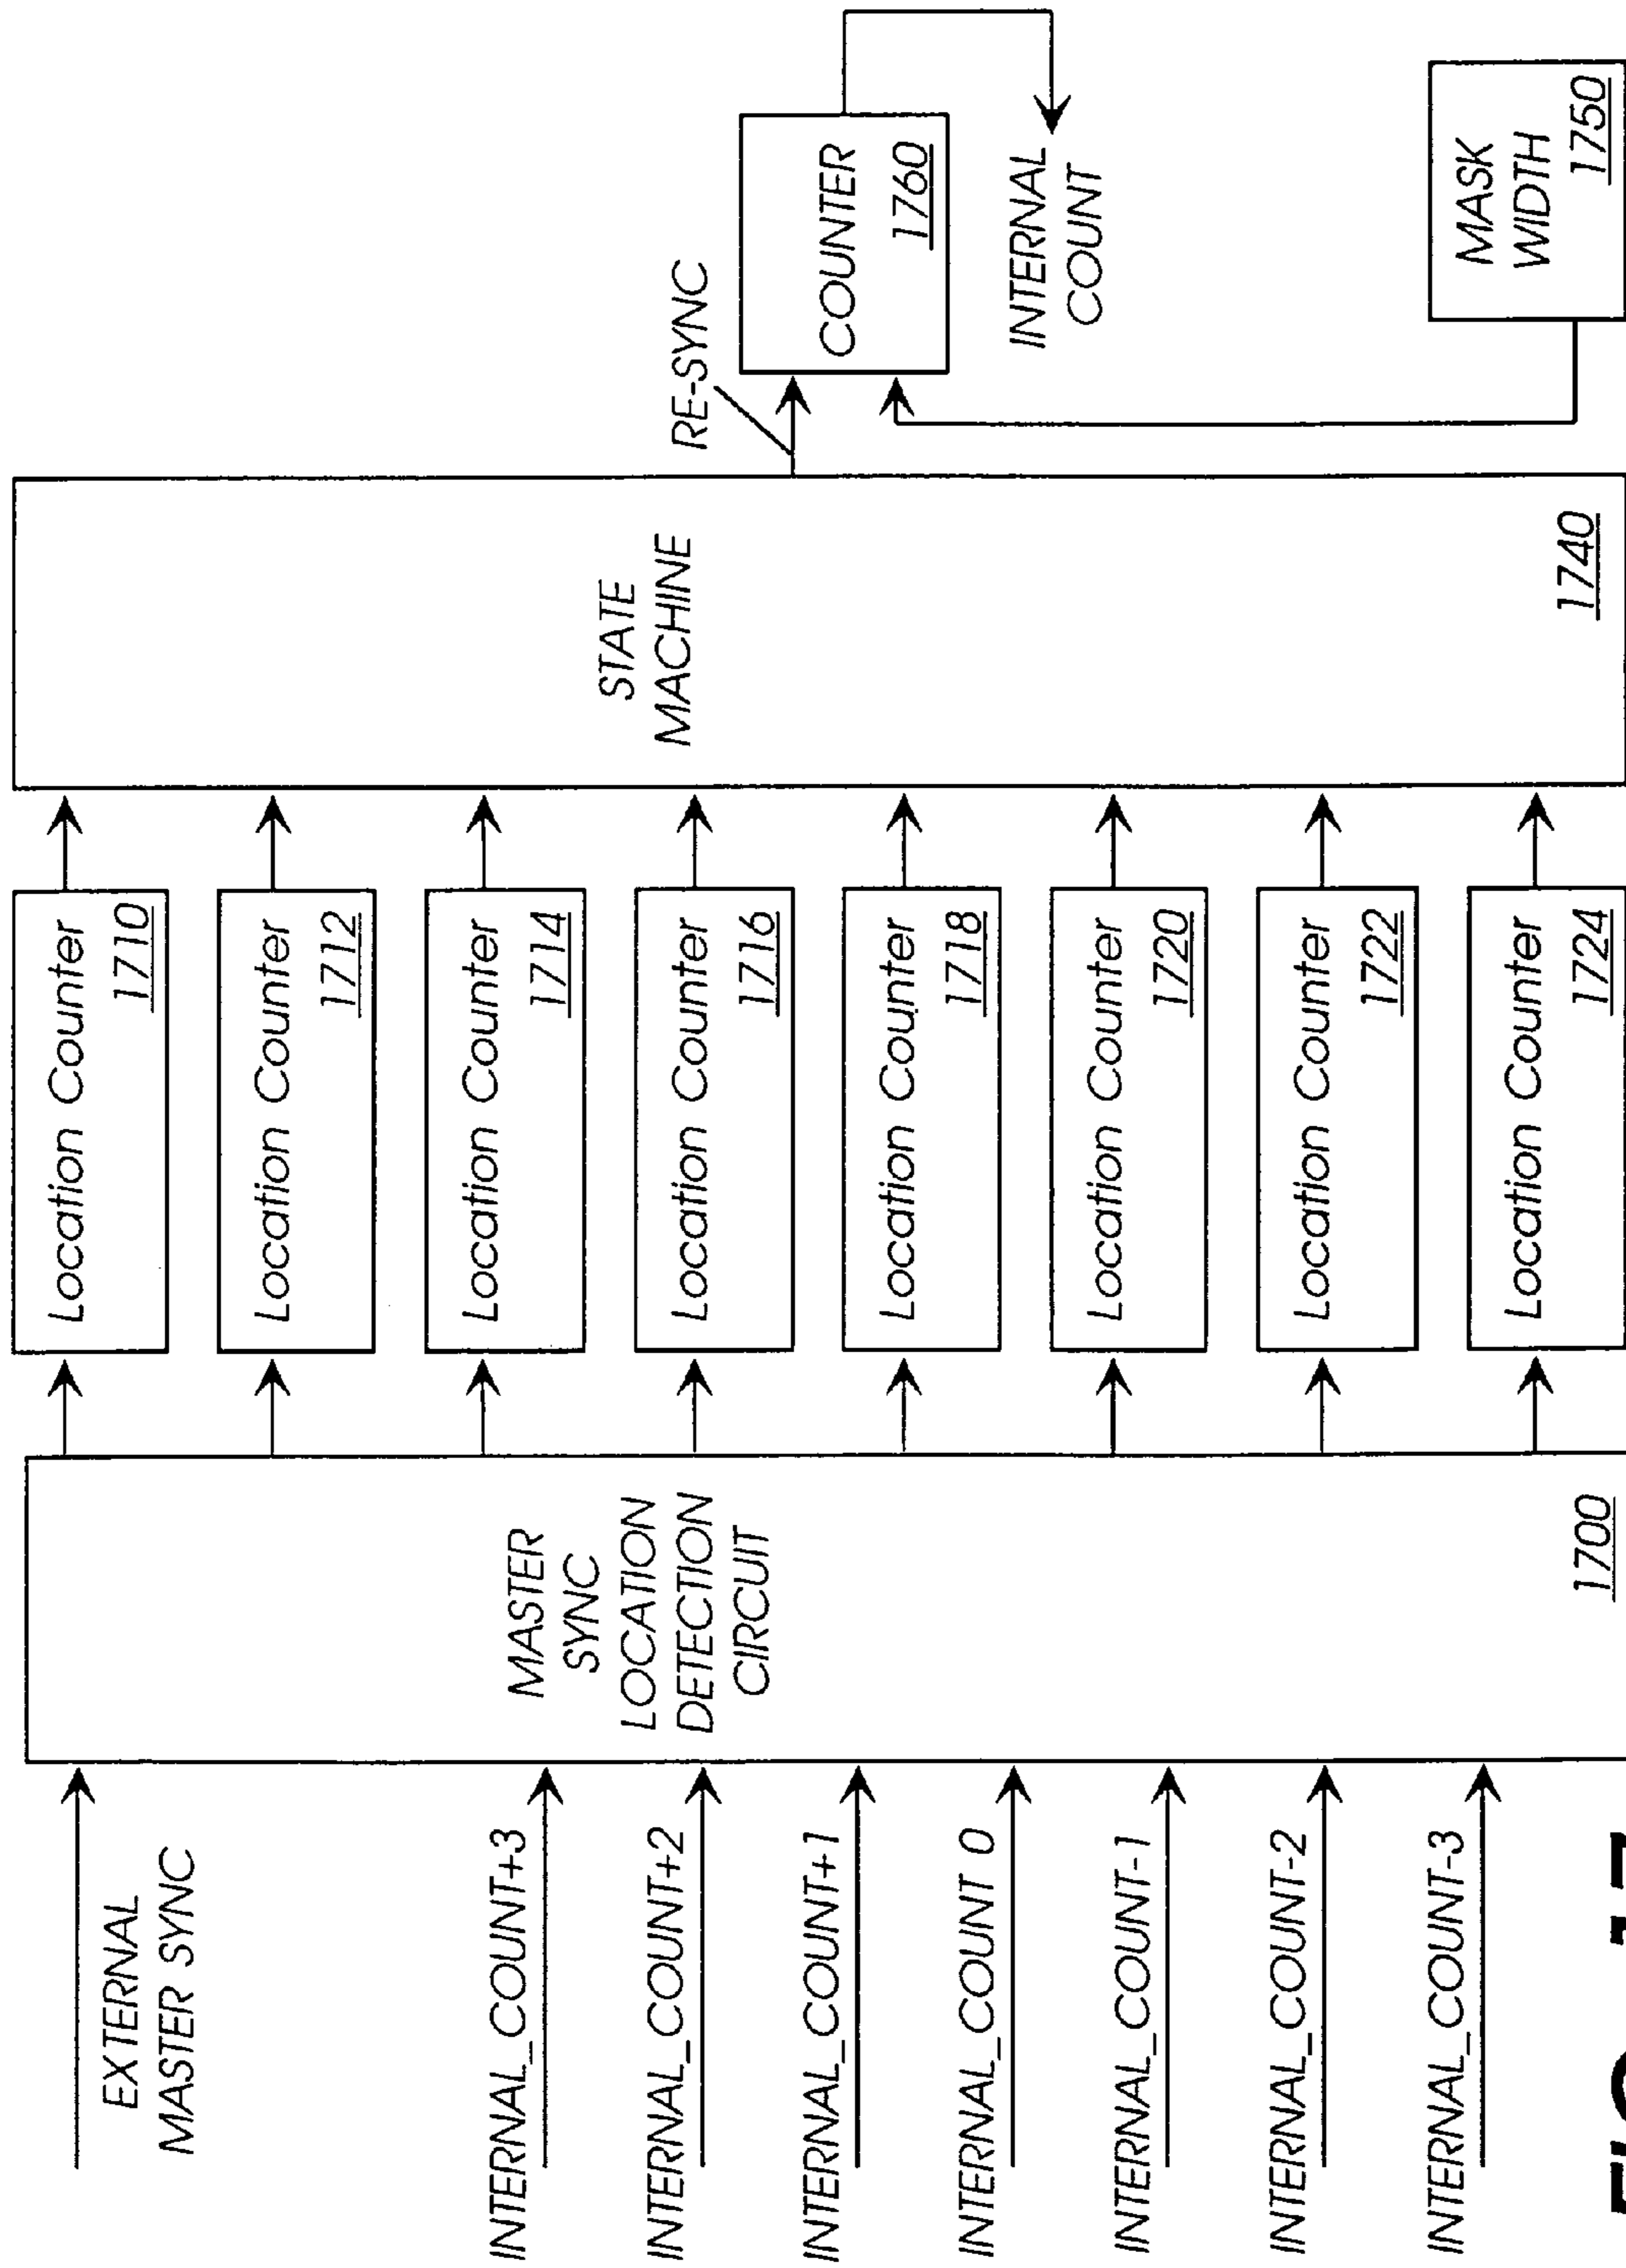 EXTERNAL
MASTER SYNC
INTERNAL_COUNT+3
INTERNAL_COUNT+2
INTERNAL_COUNT+1
INTERNAL_COUNT 0
INTERNAL_COUNT-1
INTERNAL_COUNT-2
INTERNAL_COUNT-3
MASTER
SYNC
LOCATION
DETECTION
CIRCUIT
1700
Location Counter
1710
Location Counter
1712
Location Counter
1714
Location Counter
1716
Location Counter
1718
Location Counter
1720
Location Counter
1722
Location Counter
1724
STATE
MACHINE
1740
RE-SYNC
COUNTER
1760
INTERNAL
COUNT
MASK
WIDTH
1750